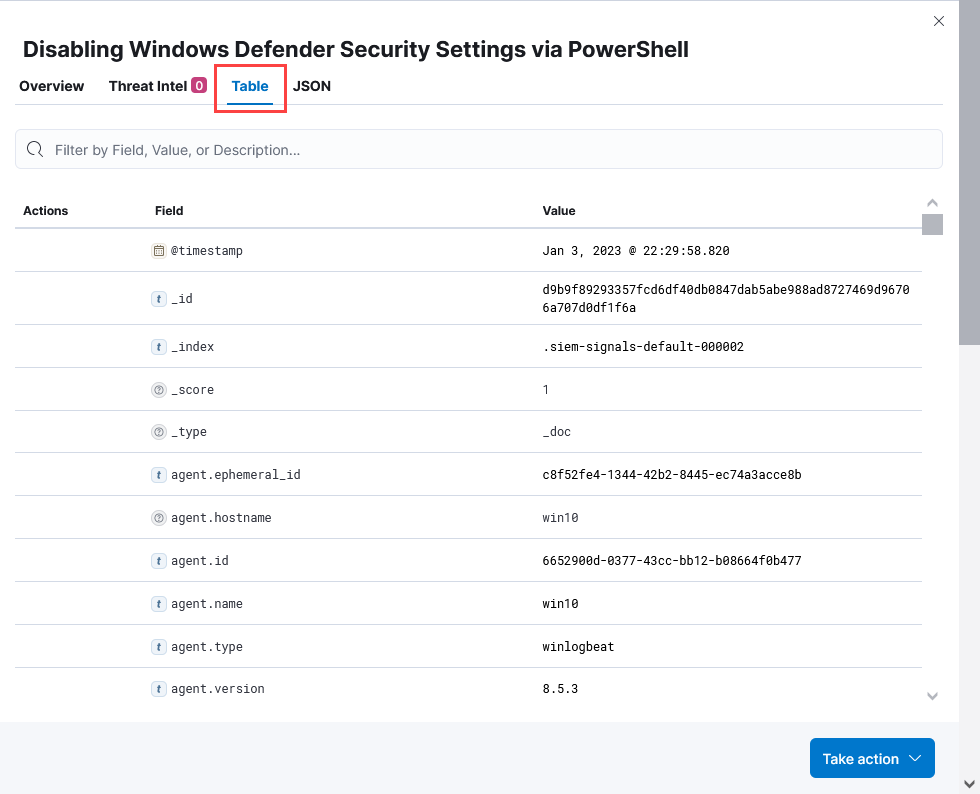 Disabling Windows Defender Security Settings via PowerShell
Overview Threat Intel 0 Table JSON
Filter by Field, Value, or Description...
Actions Field Value
@timestamp Jan 3, 2023 @ 22:29:58.820
t _id d9b9f89293357fcd6df40db0847dab5abe988ad8727469d9670
6a707d0df1f6a
t _index .siem-signals-default-000002
? _score 1
? _type _doc
t agent.ephemeral_id c8f52fe4-1344-42b2-8445-ec74a3acce8b
? agent.hostname win10
t agent.id 6652900d-0377-43cc-bb12-b08664f0b477
t agent.name win10
t agent.type winlogbeat
t agent.version 8.5.3
Take action